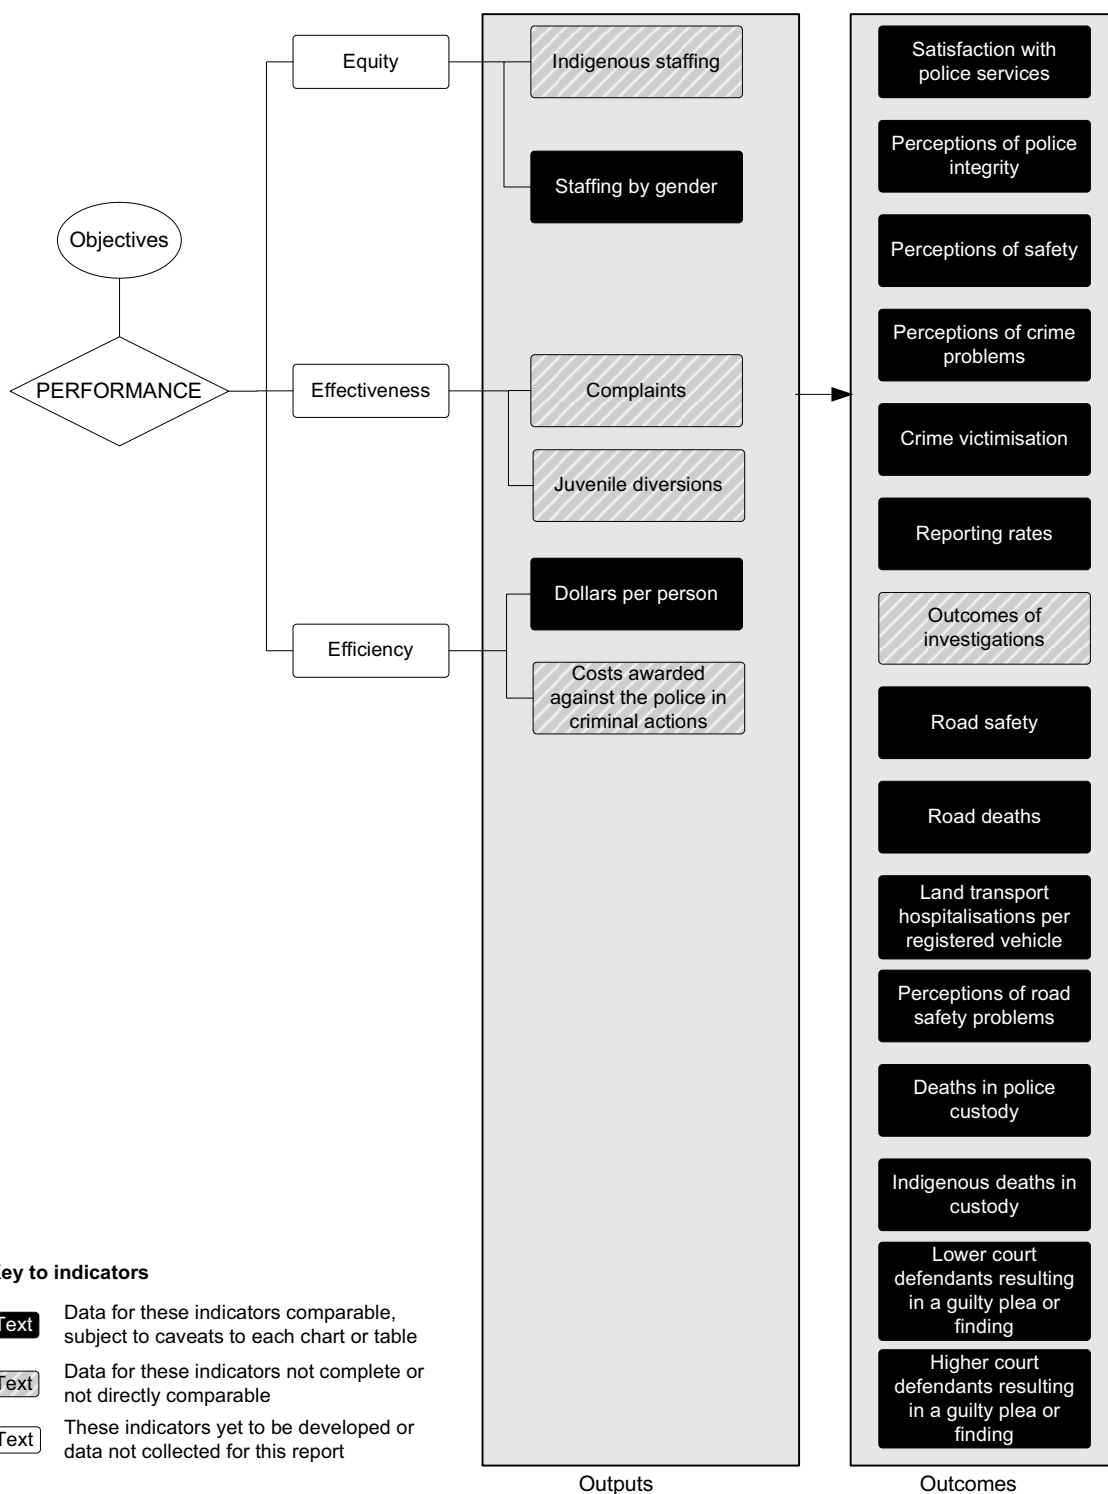 Objectives
PERFORMANCE
Equity
Effectiveness
Efficiency
Indigenous staffing
Staffing by gender
Complaints
Juvenile diversions
Dollars per person
Costs awarded
against the police in
criminal actions
Outputs
Satisfaction with
police services
Perceptions of police
integrity
Perceptions of safety
Perceptions of crime
problems
Crime victimisation
Reporting rates
Outcomes of
investigations
Road safety
Road deaths
Land transport
hospitalisations per
registered vehicle
Perceptions of road
safety problems
Deaths in police
custody
Indigenous deaths in
custody
Lower court
defendants resulting
in a guilty plea or
finding
Higher court
defendants resulting
in a guilty plea or
finding
Outcomes
Key to indicators
Text
Data for these indicators comparable,
subject to caveats to each chart or table
Text
Data for these indicators not complete or
not directly comparable
Text
These indicators yet to be developed or
data not collected for this report